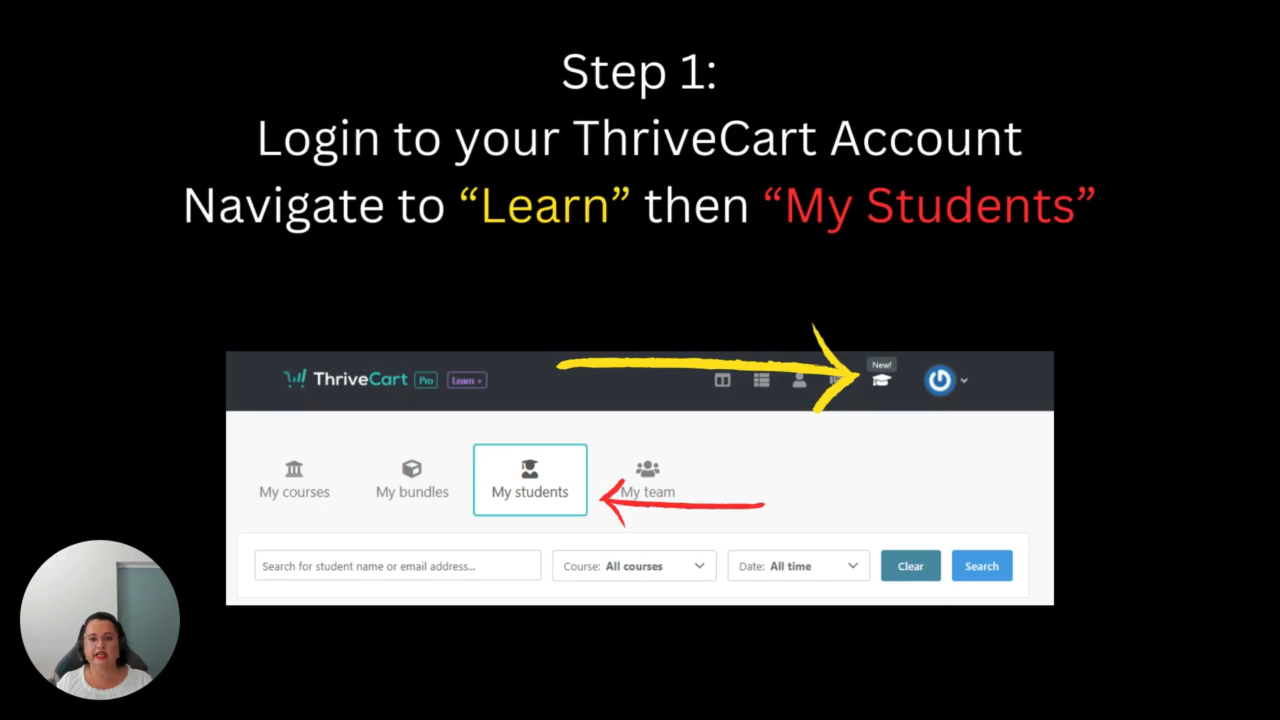 Step 1:
Login to your ThriveCart Account
Navigate to “Learn” then “My Students”
New!
ThriveCart Pro Learn +
My courses My bundles My students My team
Search for student name or email address... Course: All courses Date: All time Clear Search